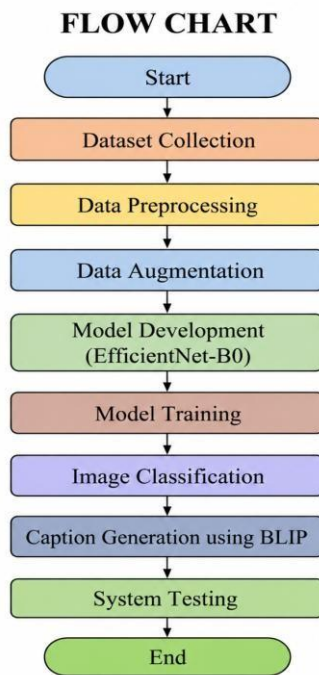 FLOW CHART
Start
Dataset Collection
Data Preprocessing
Data Augmentation
Model Development
(EfficientNet-B0)
Model Training
Image Classification
Caption Generation using BLIP
System Testing
End